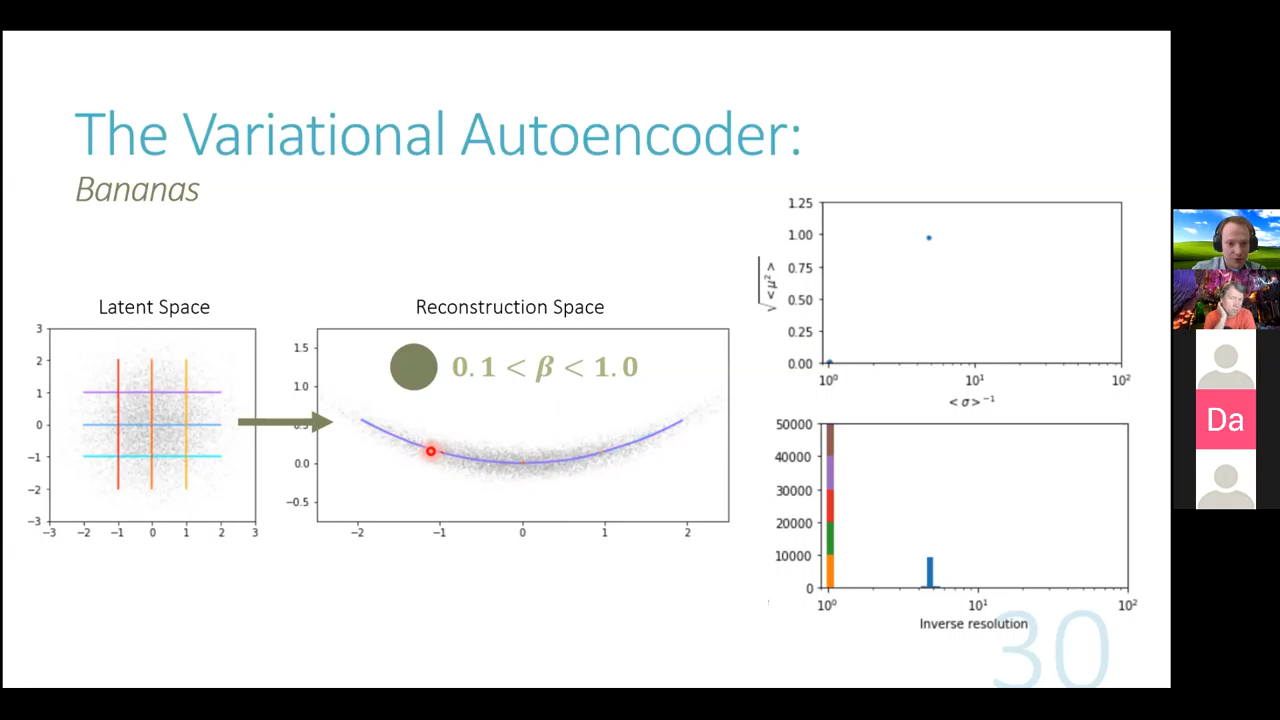 The Variational Autoencoder:
Bananas
Latent Space
3
2
1
0
−1
−2
−3
−3 −2 −1 0 1 2 3
Reconstruction Space
1.5
1.0
0.5
0.0
−0.5
−2 −1 0 1 2
0.1 < β < 1.0
1.25
1.00
0.75
0.50
0.25
0.00
√<μ²>
10⁰ 10¹ 10²
<σ>⁻¹
50000
40000
30000
20000
10000
0
10⁰ 10¹ 10²
Inverse resolution
30
Da